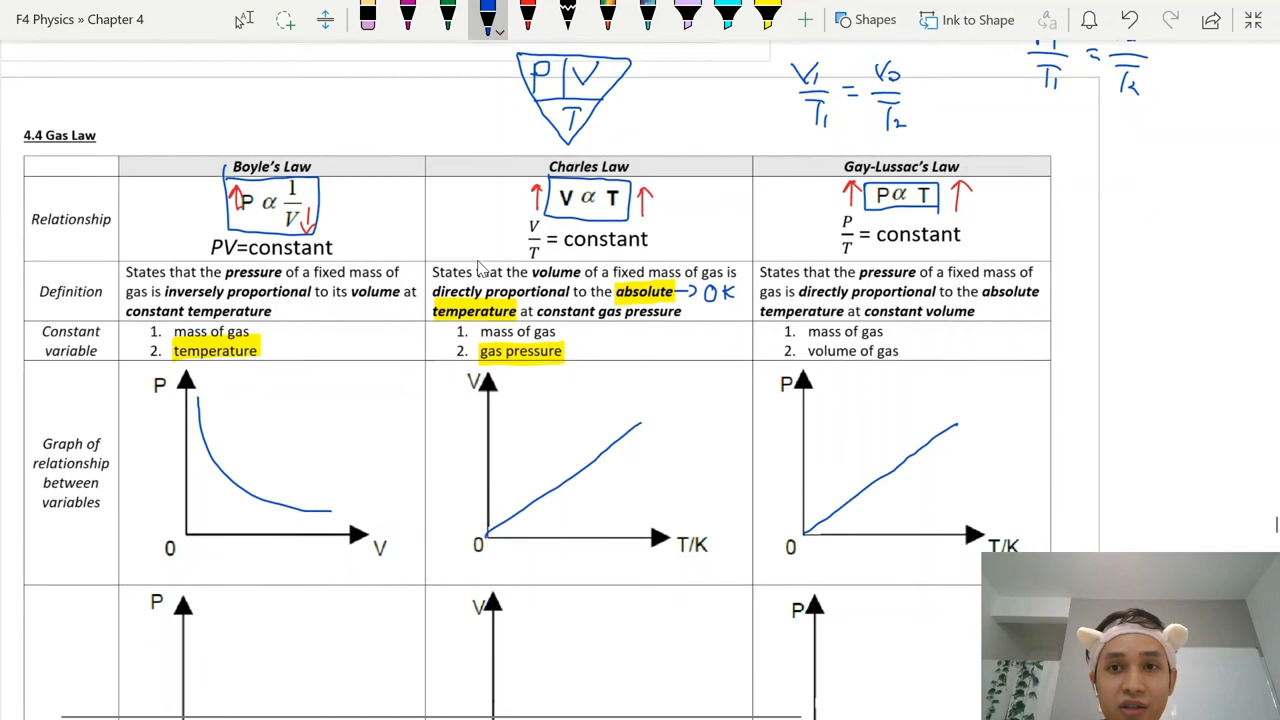 F4 Physics » Chapter 4
Shapes
Ink to Shape
P V
T
V1/T1 = V0/T2
T1 = T2
4.4 Gas Law
Boyle's Law
Charles Law
Gay-Lussac's Law
Relationship
P ∝ 1/V
PV=constant
V ∝ T
V/T = constant
P ∝ T
P/T = constant
Definition
States that the pressure of a fixed mass of
gas is inversely proportional to its volume at
constant temperature
States that the volume of a fixed mass of gas is
directly proportional to the absolute → 0 K
temperature at constant gas pressure
States that the pressure of a fixed mass of
gas is directly proportional to the absolute
temperature at constant volume
Constant
variable
1. mass of gas
2. temperature
1. mass of gas
2. gas pressure
1. mass of gas
2. volume of gas
Graph of
relationship
between
variables
P
0
V
V
0
T/K
P
0
T/K
P
V
P